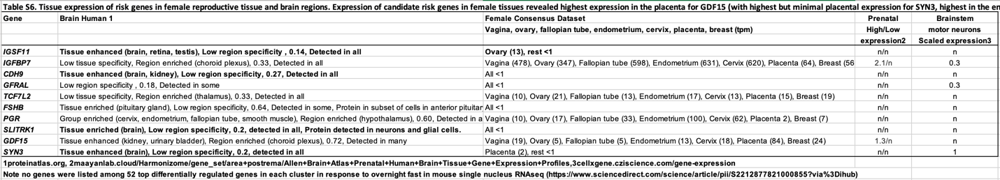 Table S6. Tissue expression of risk genes in female reproductive tissue and brain regions. Expression of candidate risk genes in female tissues revealed highest expression in the placenta for GDF15 (with highest but minimal placental expression for SYN3, highest in the en
Gene Brain Human 1 Female Consensus Dataset Prenatal Brainstem
Vagina, ovary, fallopian tube, endometrium, cervix, placenta, breast (tpm) High/Low motor neurons
expression2 Scaled expression3
IGSF11 Tissue enhanced (brain, retina, testis), Low region specificity , 0.14, Detected in all Ovary (13), rest <1 n/n n
IGFBP7 Low tissue specificity, Region enriched (choroid plexus), 0.33, Detected in all Vagina (478), Ovary (347), Fallopian tube (598), Endometrium (631), Cervix (620), Placenta (64), Breast (56 2.1/n 0.3
CDH9 Tissue enhanced (brain, kidney), Low region specificity, 0.27, Detected in all All <1 n/n n
GFRAL Low region specificity , 0.18, Detected in some All <1 n/n 0.3
TCF7L2 Low tissue specificity, Region enriched (thalamus), 0.33, Detected in all Vagina (10), Ovary (21), Fallopian tube (13), Endometrium (17), Cervix (13), Placenta (15), Breast (19) n/n n
FSHB Tissue enriched (pituitary gland), Low region specificity, 0.64, Detected in some, Protein in subset of cells in anterior pituitar All <1 n/n n
PGR Group enriched (cervix, endometrium, fallopian tube, smooth muscle), Region enriched (hypothalamus), 0.60, Detected in a Vagina (10), Ovary (17), Fallopian tube (33), Endometrium (100), Cervix (62), Placenta 2), Breast (7) n/n n
SLITRK1 Tissue enriched (brain), Low region specificity, 0.2, detected in all, Protein detected in neurons and glial cells. All <1 n/n n
GDF15 Tissue enhanced (kidney, urinary bladder), Region enriched (choroid plexus), 0.72, Detected in many Vagina (19), Ovary (5), Fallopian tube (5), Endometrium (13), Cervix (18), Placenta (84), Breast (24) 1.3/n n
SYN3 Tissue enhanced (brain), Low region specificity, 0.2, detected in all Placenta (2), rest <1 n/n 1
1proteinatlas.org, 2maayanlab.cloud/Harmonizome/gene_set/area+postrema/Allen+Brain+Atlas+Prenatal+Human+Brain+Tissue+Gene+Expression+Profiles,3cellxgene.cziscience.com/gene-expression
Note no genes were listed among 52 top differentially regulated genes in each cluster in response to overnight fast in mouse single nucleus RNAseq (https://www.sciencedirect.com/science/article/pii/S2212877821000855?via%3Dihub)